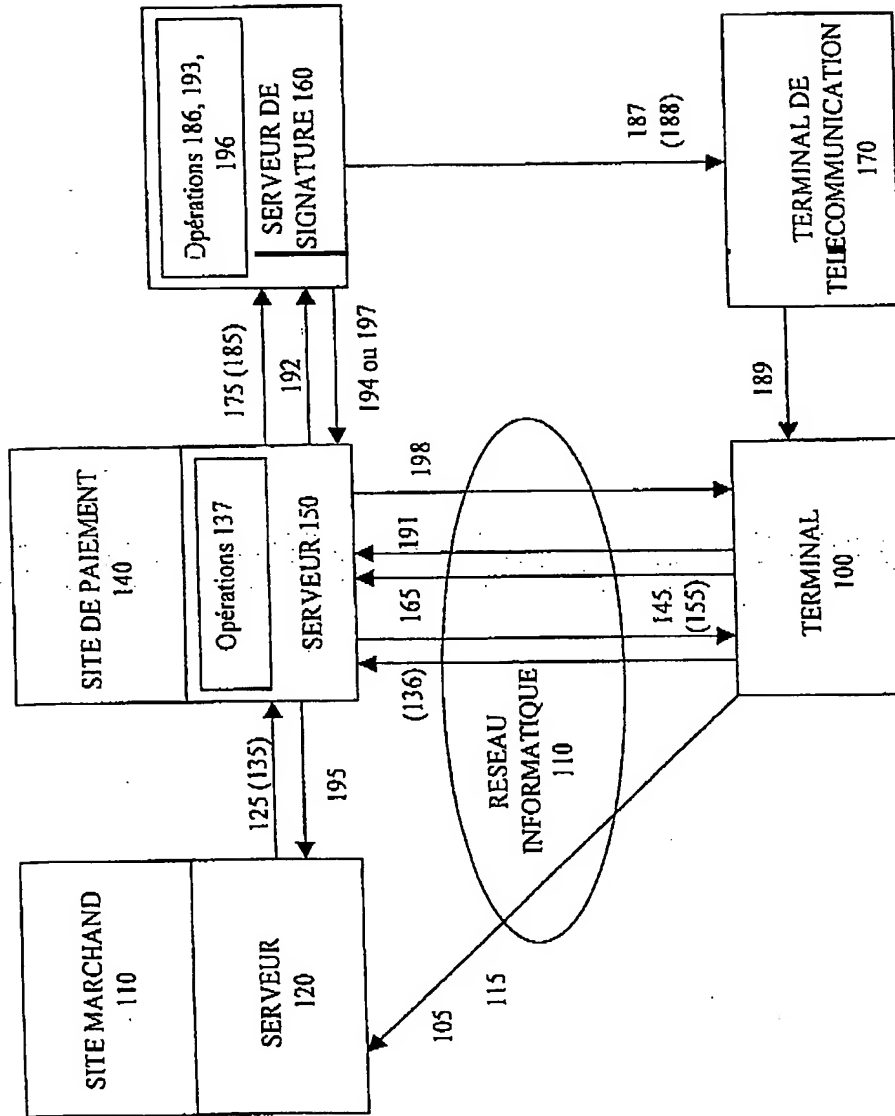 SITE MARCHAND
110
SERVEUR
120
125 (135)
195
SITE DE PAIEMENT
140
Opérations 137
SERVEUR 150
175 (185)
192
194 ou 197
Opérations 186, 193,
196
SERVEUR DE
SIGNATURE 160
187
(188)
(136)
165
191
198
145.
(155)
RESEAU
INFORMATIQUE
110
105
115
TERMINAL
100
189
TERMINAL DE
TELECOMMUNICATION
170